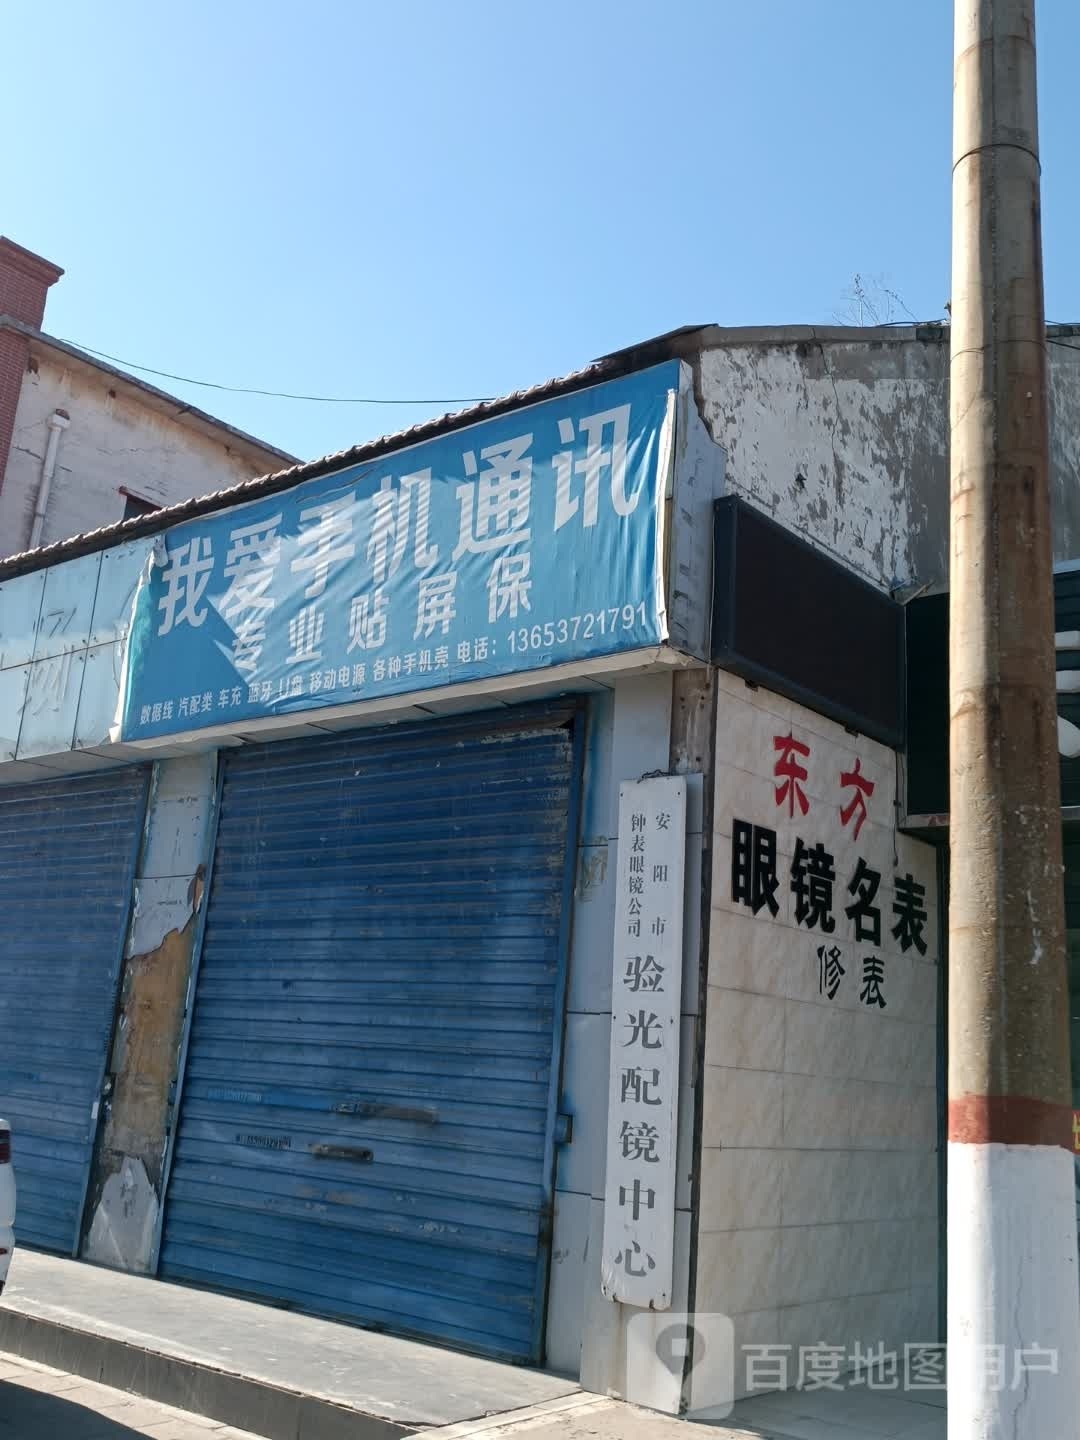 我爱手机通讯
专业贴屏保
数据线 汽配类 车充 蓝牙 U盘 移动电源 各种手机壳 电话：13653721791
安阳市
钟表眼镜公司
验光配镜中心
东方
眼镜名表
修表
百度地图用户